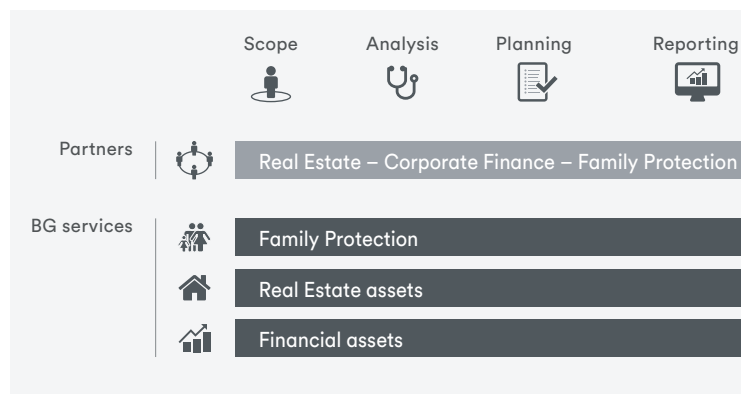 Scope
Analysis
Planning
Reporting
Partners
Real Estate – Corporate Finance – Family Protection
BG services
Family Protection
Real Estate assets
Financial assets